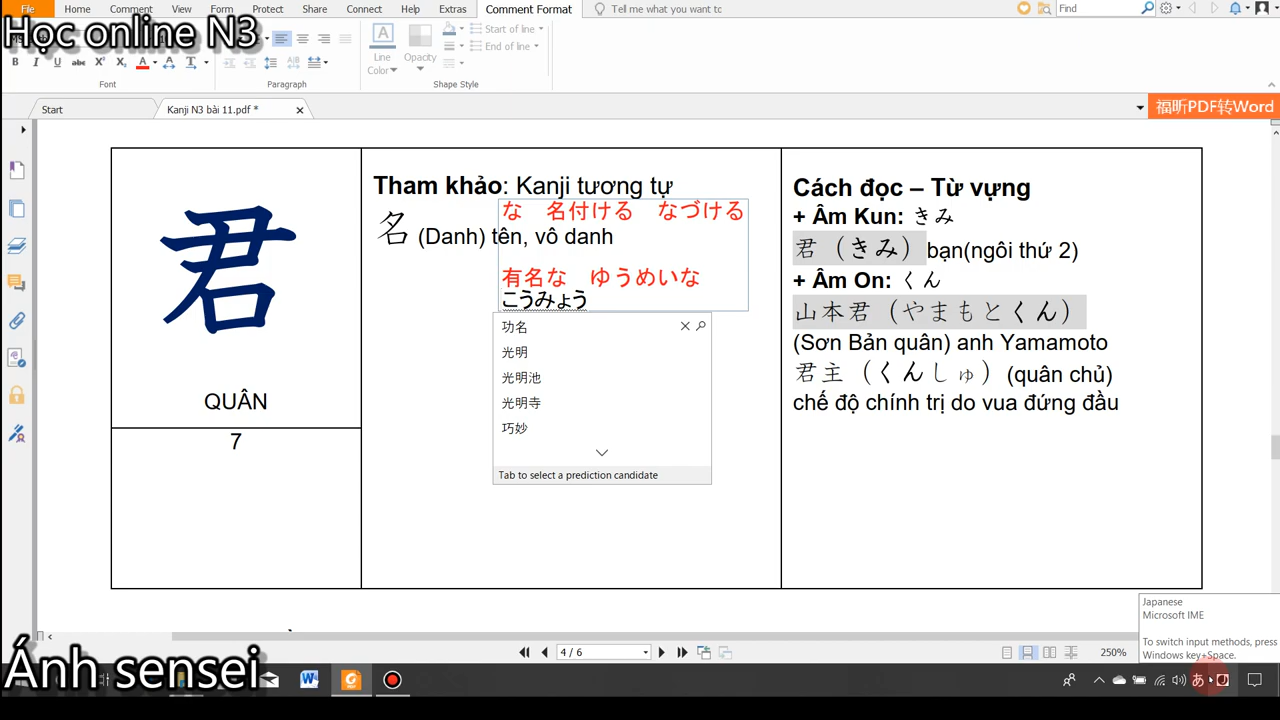 File Home Comment View Form Protect Share Connect Help Extras Comment Format Tell me what you want tc Find
Học online N3
Line Color Opacity
Start of line
End of line
Font Paragraph Shape Style
Start Kanji N3 bài 11.pdf *
福昕PDF转Word
君
QUÂN
7
Tham khảo: Kanji tương tự
名 (Danh) tên, vô danh
な 名付ける なづける
有名な ゆうめいな
こうみょう
功名
光明
光明池
光明寺
巧妙
Tab to select a prediction candidate
Cách đọc – Từ vựng
+ Âm Kun: きみ
君（きみ） bạn(ngôi thứ 2)
+ Âm On: くん
山本君（やまもとくん）
(Sơn Bản quân) anh Yamamoto
君主（くんしゅ） (quân chủ)
chế độ chính trị do vua đứng đầu
Japanese
Microsoft IME
To switch input methods, press
Windows key+Space.
4 / 6
250%
Ánh sensei
あ